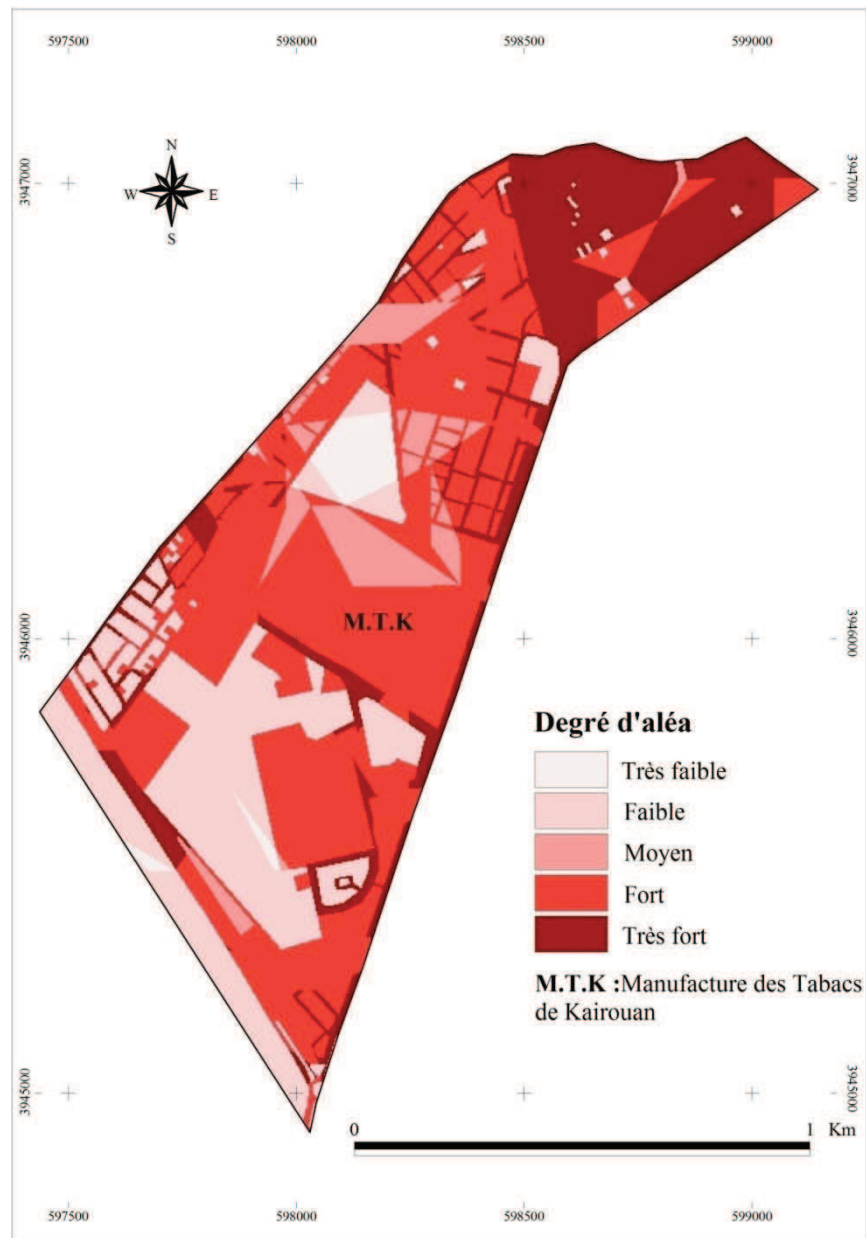 597500 598000 598500 599000
N
W E
S
3947000 3947000
M.T.K
3946000 3946000
Degré d'aléa
Très faible
Faible
Moyen
Fort
Très fort
M.T.K :Manufacture des Tabacs
de Kairouan
3945000 3945000
0 1 Km
597500 598000 598500 599000